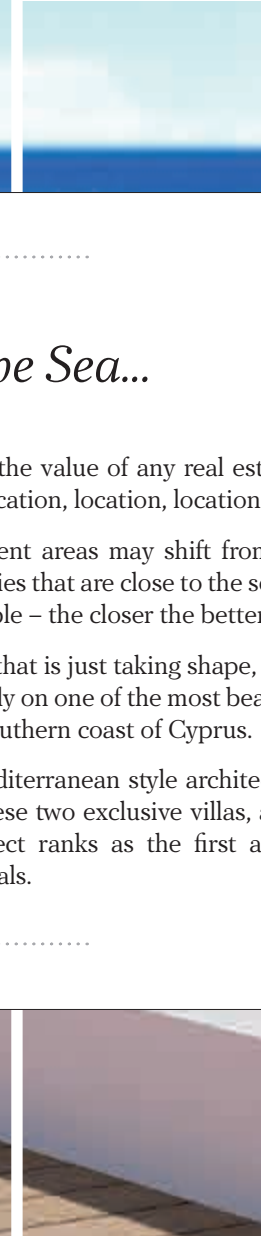 be Sea...
the value of any real est
cation, location, location
ent areas may shift from
ies that are close to the se
ble – the closer the better
that is just taking shape,
ly on one of the most bea
uthern coast of Cyprus.
diterranean style archite
ese two exclusive villas, a
ect ranks as the first a
als.